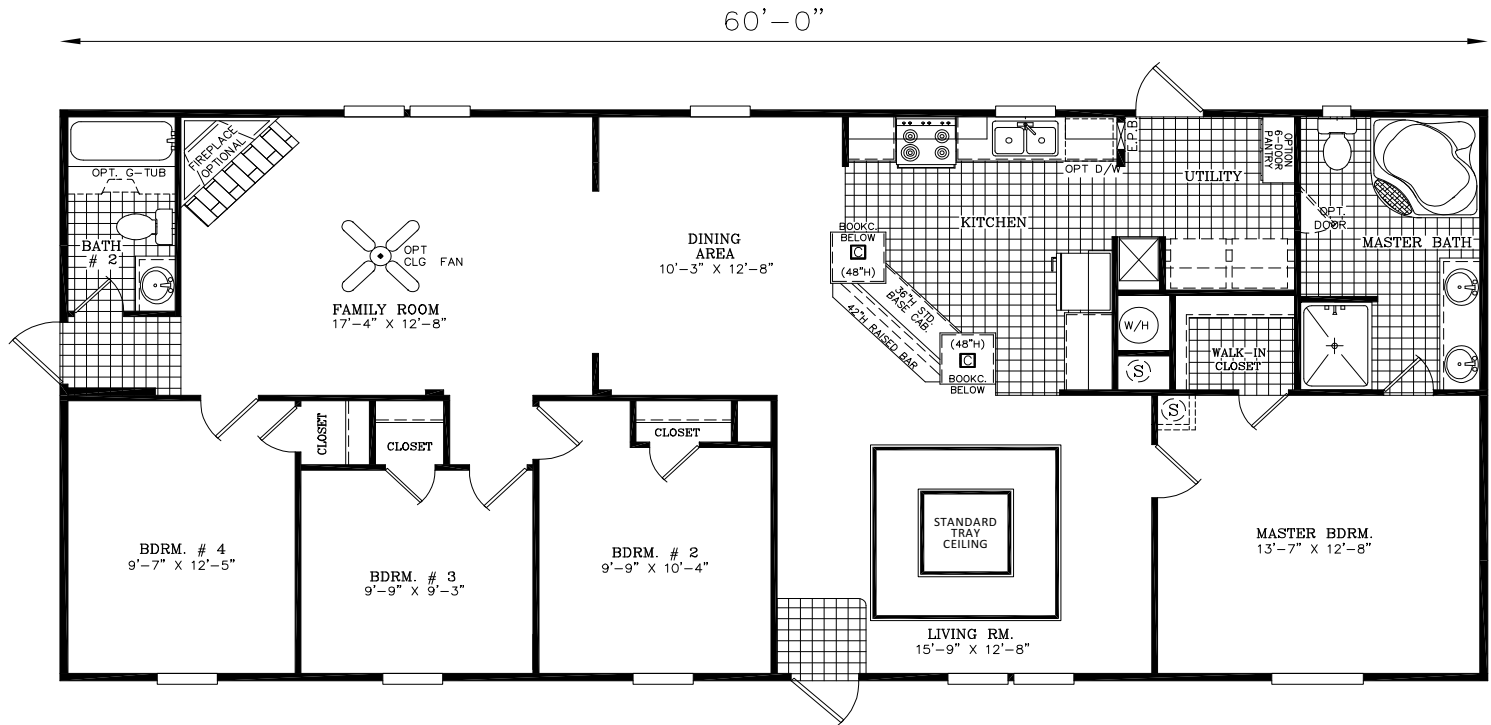 60'-0"
FIREPLACE
OPTIONAL
OPT. G-TUB
BATH
# 2
OPT
CLG FAN
FAMILY ROOM
17'-4" X 12'-8"
DINING
AREA
10'-3" X 12'-8"
BOOKC.
BELOW
C
(48"H)
36"H STD.
BASE CAB.
42"H RAISED BAR
(48"H)
C
BOOKC.
BELOW
KITCHEN
OPT D/W
E.P.B.
UTILITY
OPTION
6-DOOR
PANTRY
OPT.
DOOR
MASTER BATH
W/H
S
WALK-IN
CLOSET
S
CLOSET
CLOSET
CLOSET
BDRM. # 4
9'-7" X 12'-5"
BDRM. # 3
9'-9" X 9'-3"
BDRM. # 2
9'-9" X 10'-4"
STANDARD
TRAY
CEILING
LIVING RM.
15'-9" X 12'-8"
MASTER BDRM.
13'-7" X 12'-8"